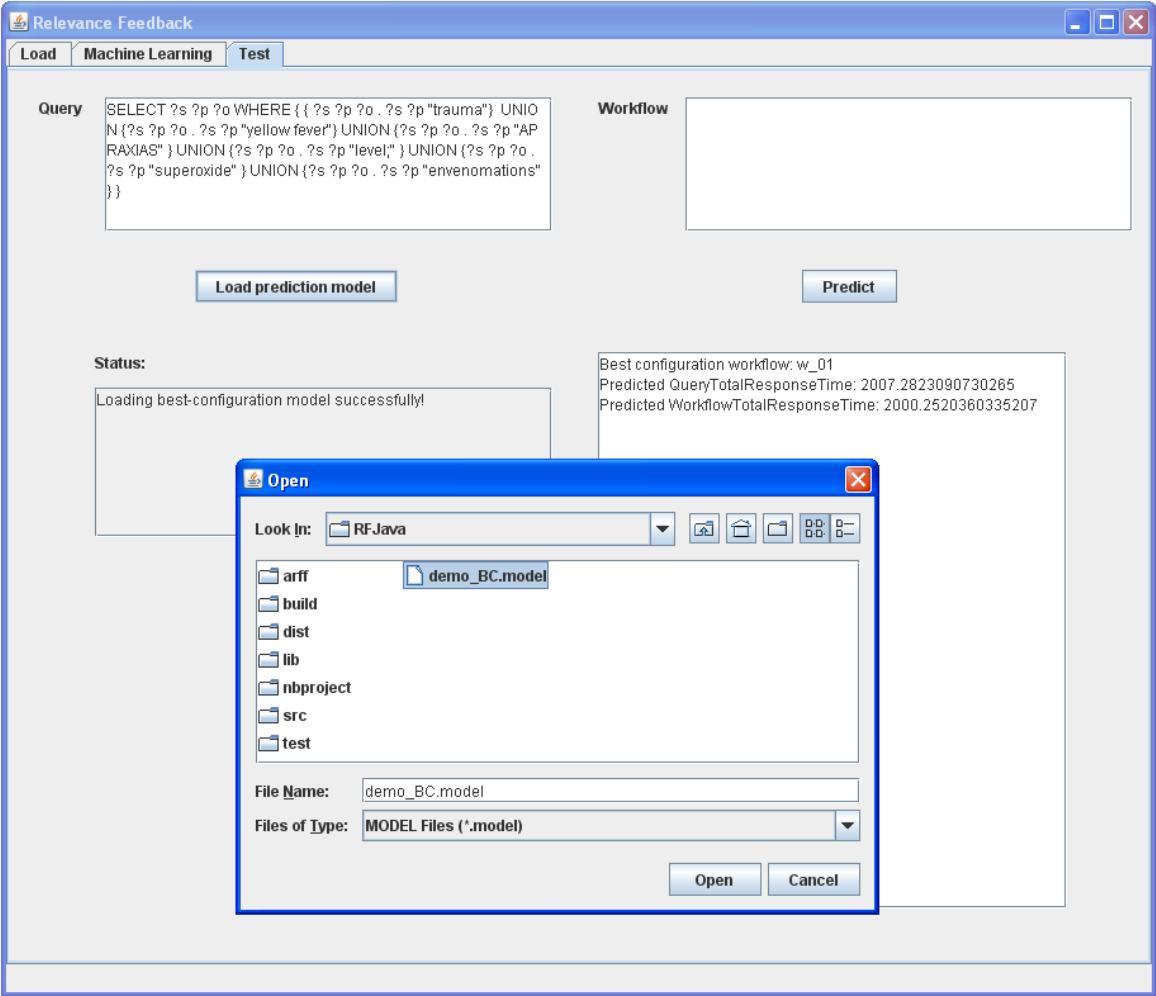 Relevance Feedback
Load
Machine Learning
Test
Query
SELECT ?s ?p ?o WHERE { { ?s ?p ?o . ?s ?p "trauma"}  UNIO
N {?s ?p ?o . ?s ?p "yellow fever"} UNION {?s ?p ?o . ?s ?p "AP
RAXIAS" } UNION {?s ?p ?o . ?s ?p "level;" } UNION {?s ?p ?o .
?s ?p "superoxide" } UNION {?s ?p ?o . ?s ?p "envenomations"
} }
Workflow
Load prediction model
Predict
Status:
Loading best-configuration model successfully!
Best configuration workflow: w_01
Predicted QueryTotalResponseTime: 2007.2823090730265
Predicted WorkflowTotalResponseTime: 2000.2520360335207
Open
Look In:
RFJava
arff
build
dist
lib
nbproject
src
test
demo_BC.model
File Name:
demo_BC.model
Files of Type:
MODEL Files (*.model)
Open
Cancel